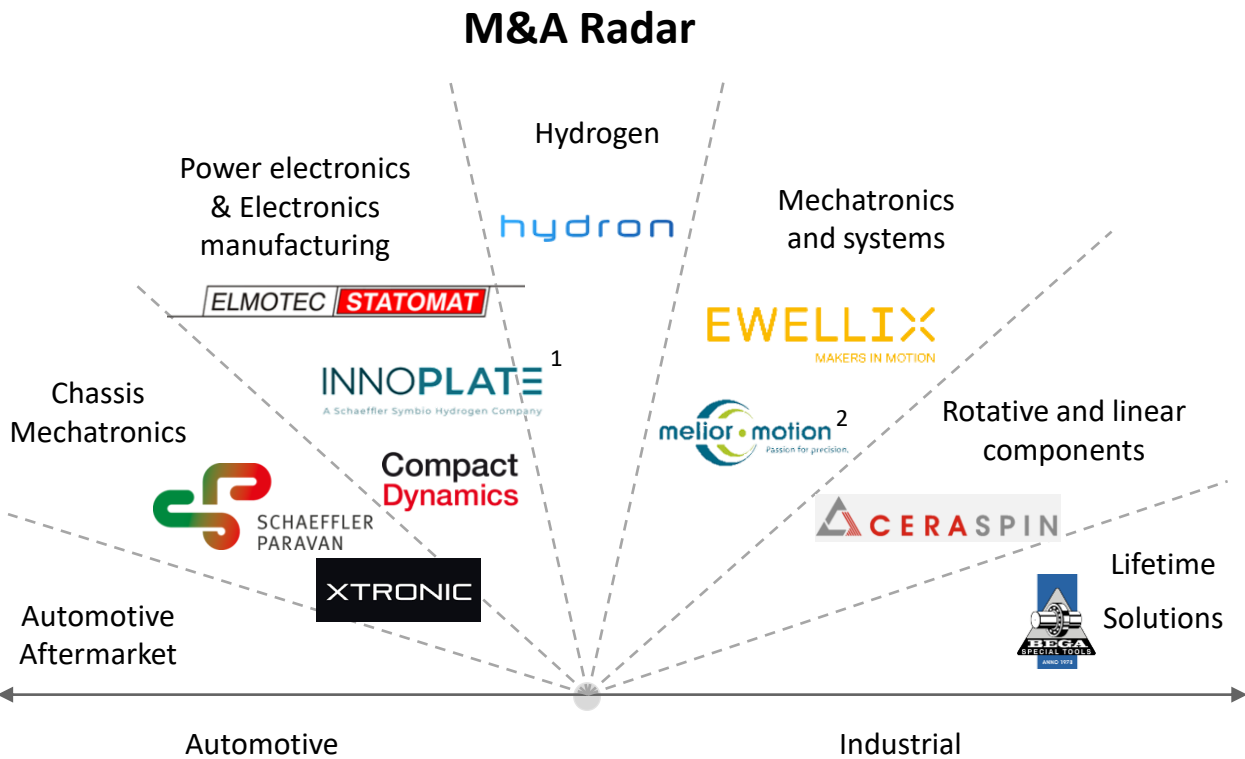 M&A Radar
Hydrogen
Power electronics
& Electronics
manufacturing
Mechatronics
and systems
hydron
ELMOTEC STATOMAT
EWELLIX
MAKERS IN MOTION
INNOPLATE 1
A Schaeffler Symbio Hydrogen Company
Chassis
Mechatronics
melior motion 2
Passion for precision.
Rotative and linear
components
Compact
Dynamics
SCHAEFFLER
PARAVAN
CERASPIN
XTRONIC
Lifetime
Solutions
Automotive
Aftermarket
BEGA
SPECIAL TOOLS
ANNO 1978
Automotive
Industrial